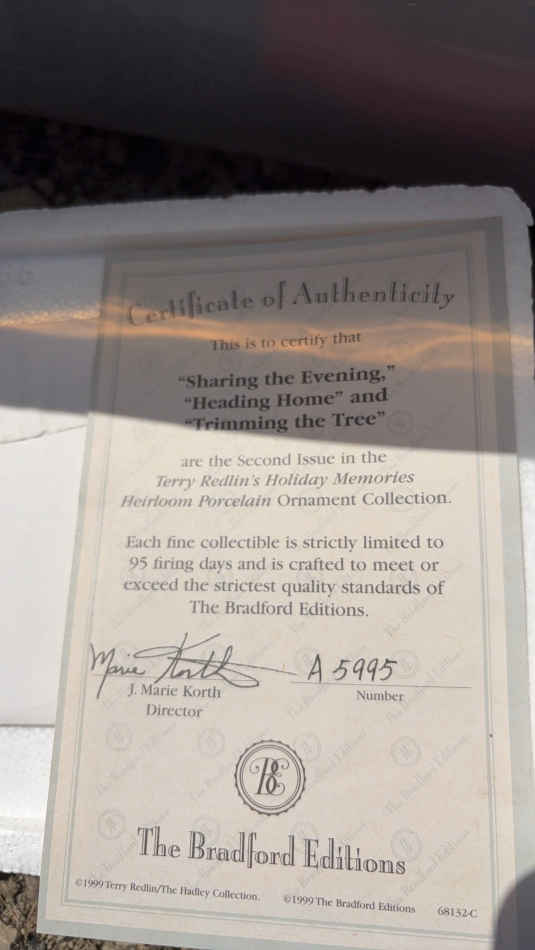 Certificate of Authenticity
This is to certify that
“Sharing the Evening,”
“Heading Home” and
“Trimming the Tree”
are the Second Issue in the
Terry Redlin's Holiday Memories
Heirloom Porcelain Ornament Collection.
Each fine collectible is strictly limited to
95 firing days and is crafted to meet or
exceed the strictest quality standards of
The Bradford Editions.
Marie Korth A 5995
J. Marie Korth Number
Director
BE
The Bradford Editions
©1999 Terry Redlin/The Hadley Collection. ©1999 The Bradford Editions 68132-C